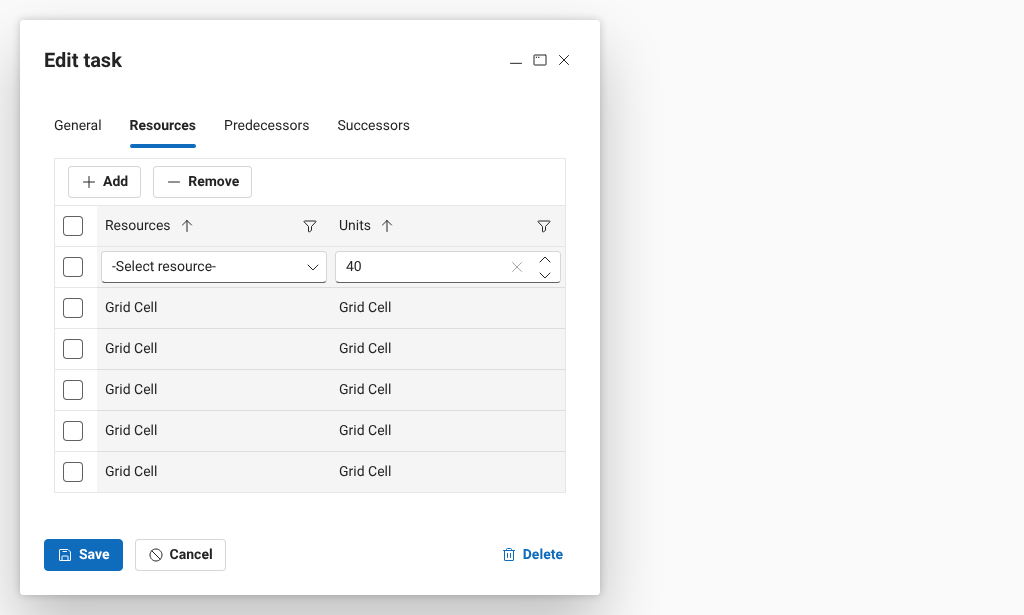 Edit task
General Resources Predecessors Successors
Add Remove
Resources Units
-Select resource- 40
Grid Cell Grid Cell
Grid Cell Grid Cell
Grid Cell Grid Cell
Grid Cell Grid Cell
Grid Cell Grid Cell
Save Cancel Delete